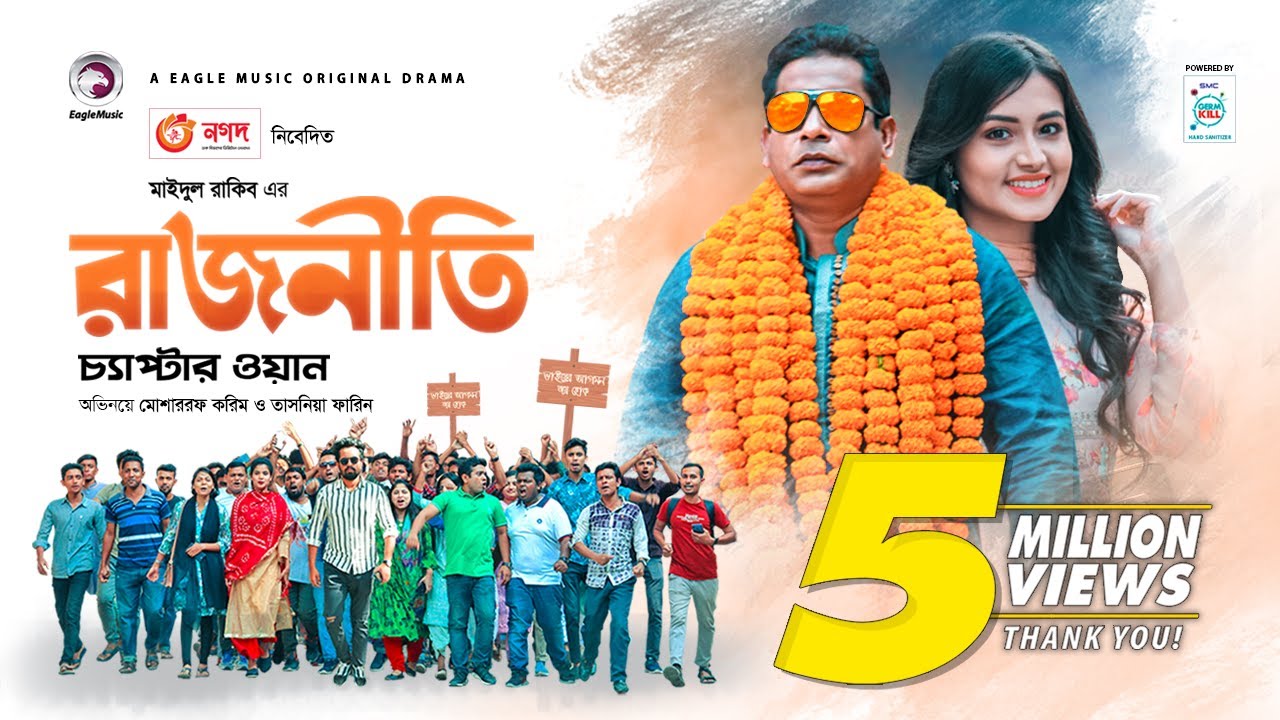 EagleMusic
A EAGLE MUSIC ORIGINAL DRAMA
নগদ
নিবেদিত
মাইদুল রাকিব এর
রাজনীতি
চ্যাপ্টার ওয়ান
অভিনয়ে মোশাররফ করিম ও তাসনিয়া ফারিন
POWERED BY
SMC
GERM
KILL
HAND SANITIZER
5
MILLION
VIEWS
THANK YOU!